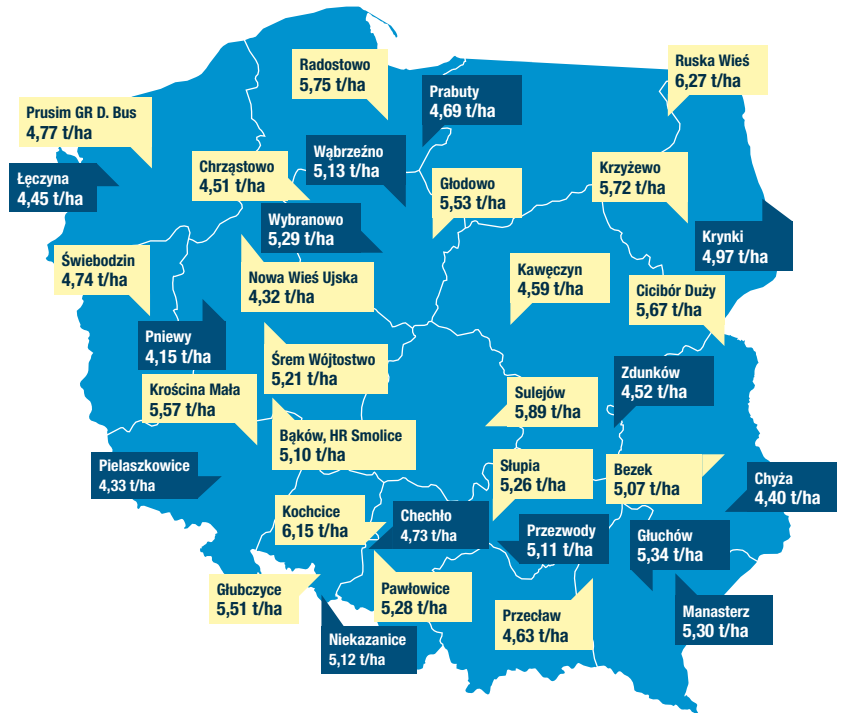 Radostowo
5,75 t/ha
Ruska Wieś
6,27 t/ha
Prabuty
4,69 t/ha
Prusim GR D. Bus
4,77 t/ha
Wąbrzeźno
5,13 t/ha
Chrząstowo
4,51 t/ha
Krzyżewo
5,72 t/ha
Łęczyna
4,45 t/ha
Głodowo
5,53 t/ha
Wybranowo
5,29 t/ha
Krynki
4,97 t/ha
Świebodzin
4,74 t/ha
Nowa Wieś Ujska
4,32 t/ha
Kawęczyn
4,59 t/ha
Cicibór Duży
5,67 t/ha
Pniewy
4,15 t/ha
Śrem Wójtostwo
5,21 t/ha
Zdunków
4,52 t/ha
Krościna Mała
5,57 t/ha
Sulejów
5,89 t/ha
Bąków, HR Smolice
5,10 t/ha
Pielaszkowice
4,33 t/ha
Słupia
5,26 t/ha
Bezek
5,07 t/ha
Chyża
4,40 t/ha
Kochcice
6,15 t/ha
Chechło
4,73 t/ha
Przezwody
5,11 t/ha
Głuchów
5,34 t/ha
Głubczyce
5,51 t/ha
Pawłowice
5,28 t/ha
Przecław
4,63 t/ha
Manasterz
5,30 t/ha
Niekazanice
5,12 t/ha